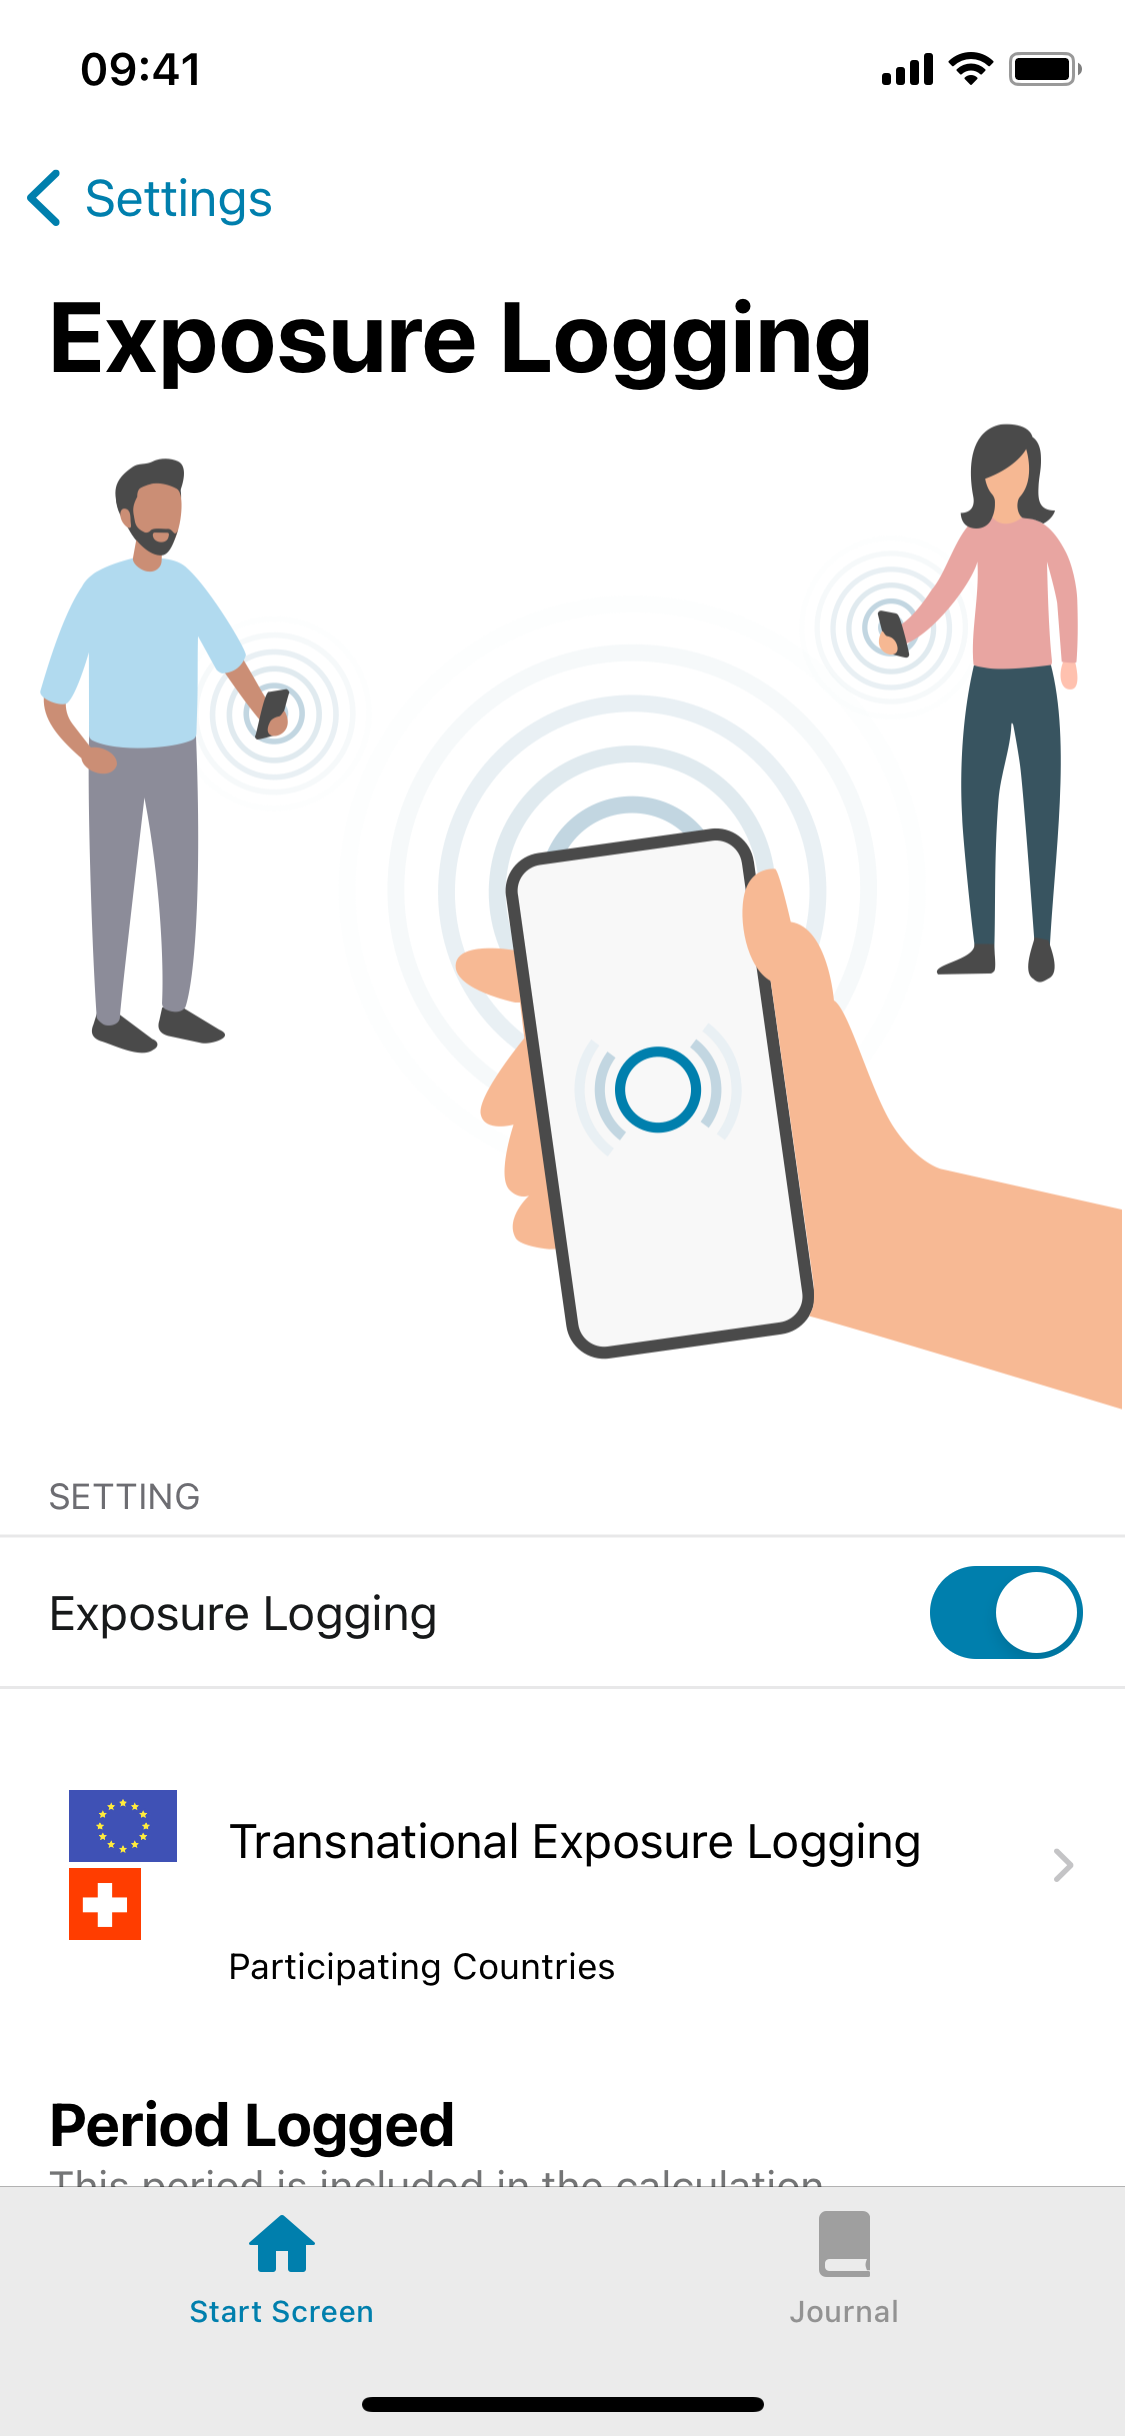 09:41
Settings
Exposure Logging
SETTING
Exposure Logging
Transnational Exposure Logging
Participating Countries
Period Logged
This period is included in the calculation
Start Screen
Journal